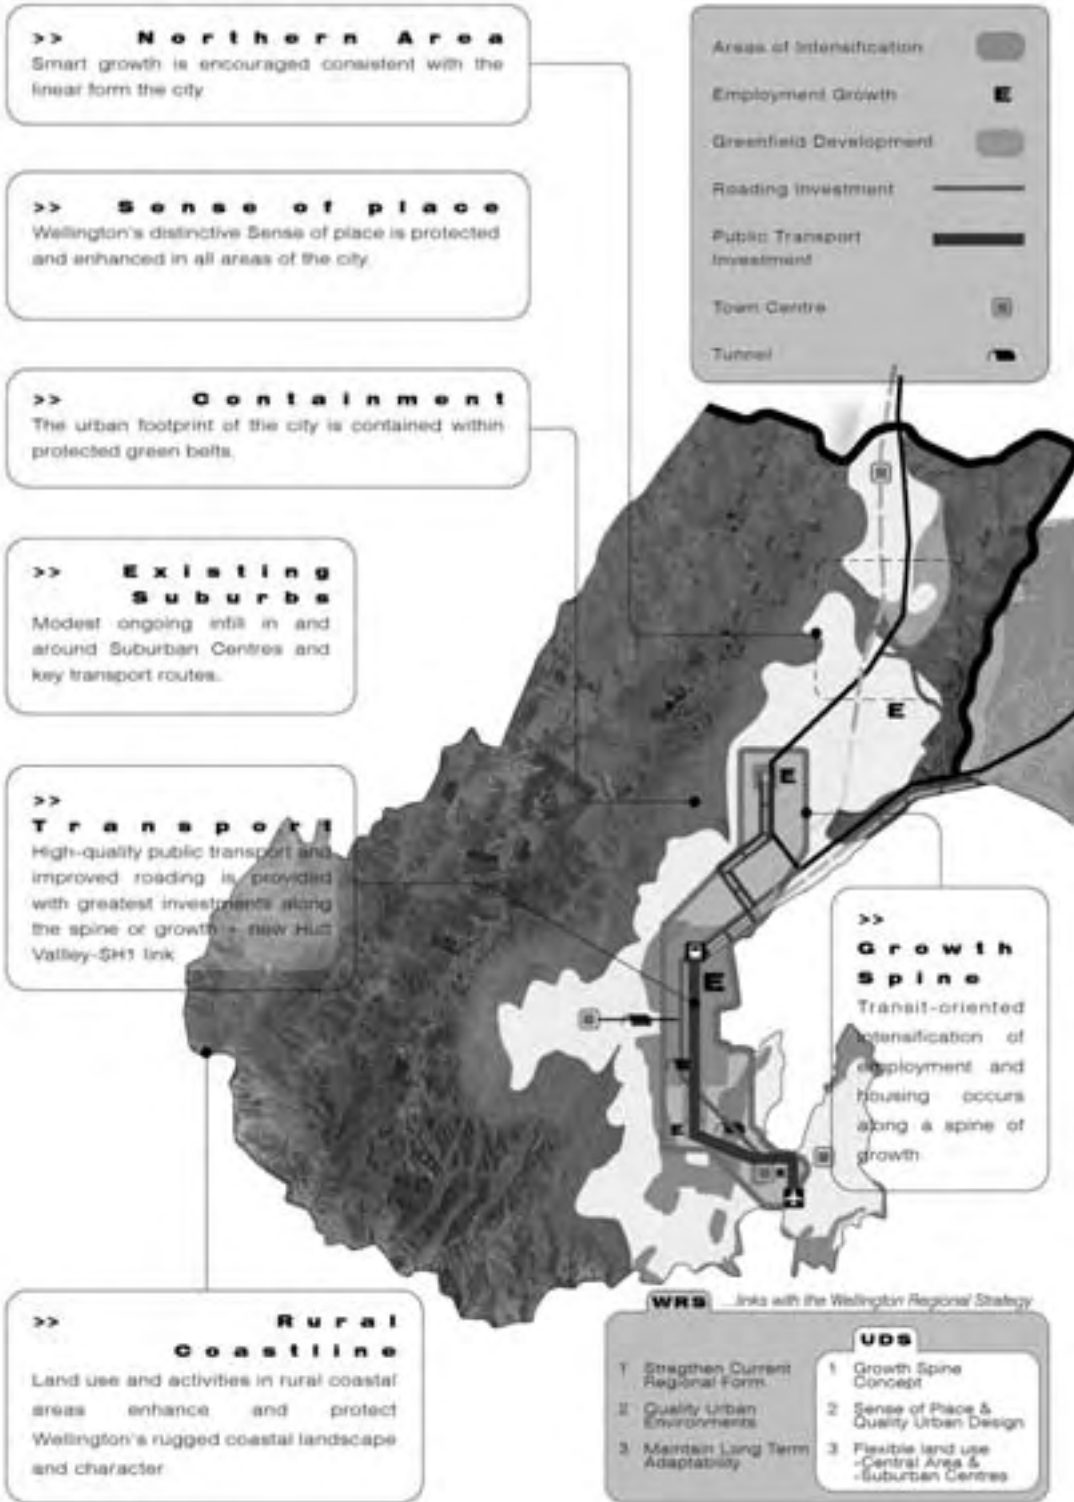 >> Northern Area
Smart growth is encouraged consistent with the
linear form the city
>> Sense of place
Wellington's distinctive Sense of place is protected
and enhanced in all areas of the city.
>> Containment
The urban footprint of the city is contained within
protected green belts.
>> Existing
Suburbs
Modest ongoing infill in and
around Suburban Centres and
key transport routes.
>>
Transport
High-quality public transport and
improved roading is provided
with greatest investments along
the spine or growth + new Hutt
Vallley-SH1 link
>> Rural
Coastline
Land use and activities in rural coastal
areas enhance and protect
Wellington's rugged coastal landscape
and character
Areas of Intensification
Employment Growth E
Greenfield Development
Roading Investment
Public Transport
Investment
Town Centre
Tunnel
E
E
E
E
>>
Growth
Spine
Transit-oriented
intensification of
employment and
housing occurs
along a spine of
growth
WRS ...links with the Wellington Regional Strategy
1 Stregthen Current
Regional Form
2 Quality Urban
Environments
3 Maintain Long Term
Adaptability
UDS
1 Growth Spine
Concept
2 Sense of Place &
Quality Urban Design
3 Flexible land use
-Central Area &
-Suburban Centres